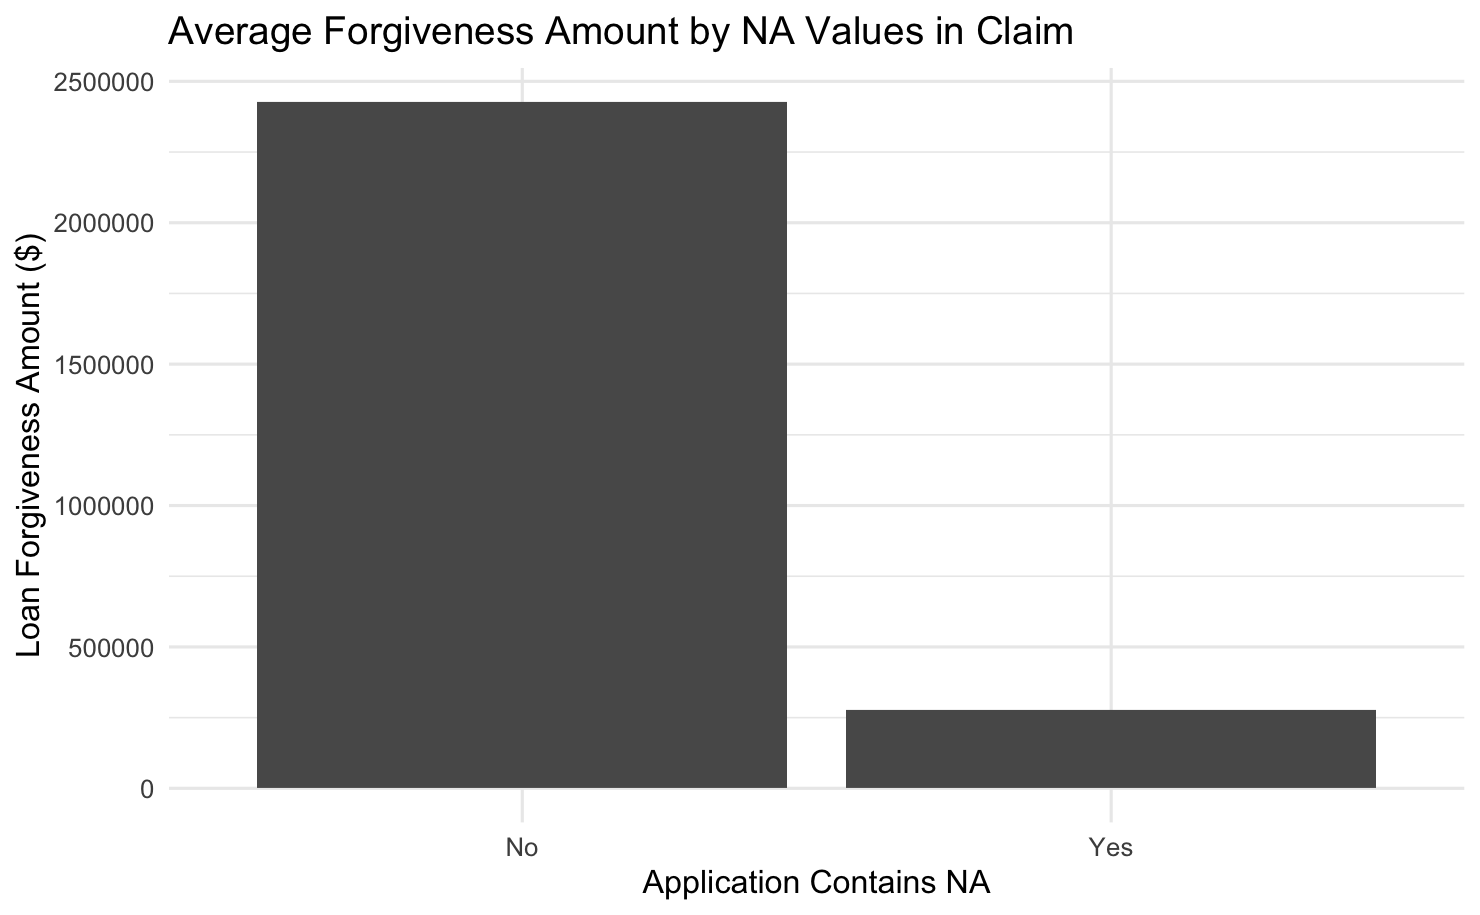 Average Forgiveness Amount by NA Values in Claim
Loan Forgiveness Amount ($)
2500000
2000000
1500000
1000000
500000
0
No
Yes
Application Contains NA